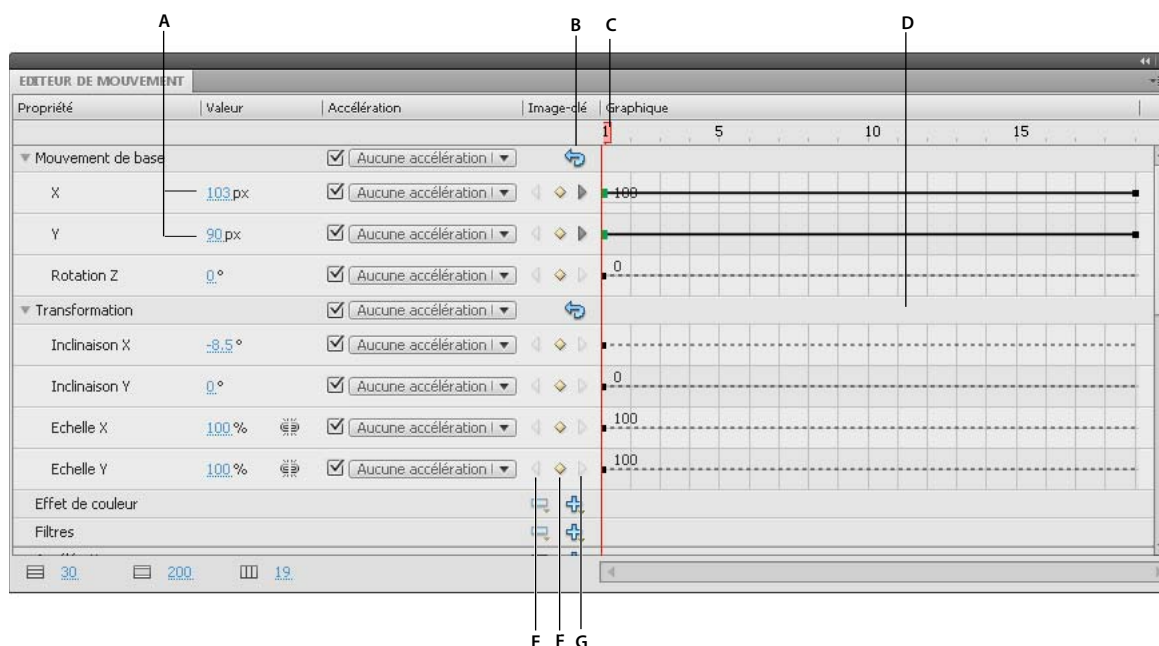 A B C D
EDITEUR DE MOUVEMENT
Propriété Valeur Accélération Image-clé Graphique
1 5 10 15
Mouvement de base Aucune accélération
X 103 px Aucune accélération 100
Y 90 px Aucune accélération
Rotation Z 0 ° Aucune accélération 0
Transformation Aucune accélération
Inclinaison X -8.5 ° Aucune accélération
Inclinaison Y 0 ° Aucune accélération 0
Echelle X 100 % Aucune accélération 100
Echelle Y 100 % Aucune accélération 100
Effet de couleur
Filtres
30 200 19
E F G